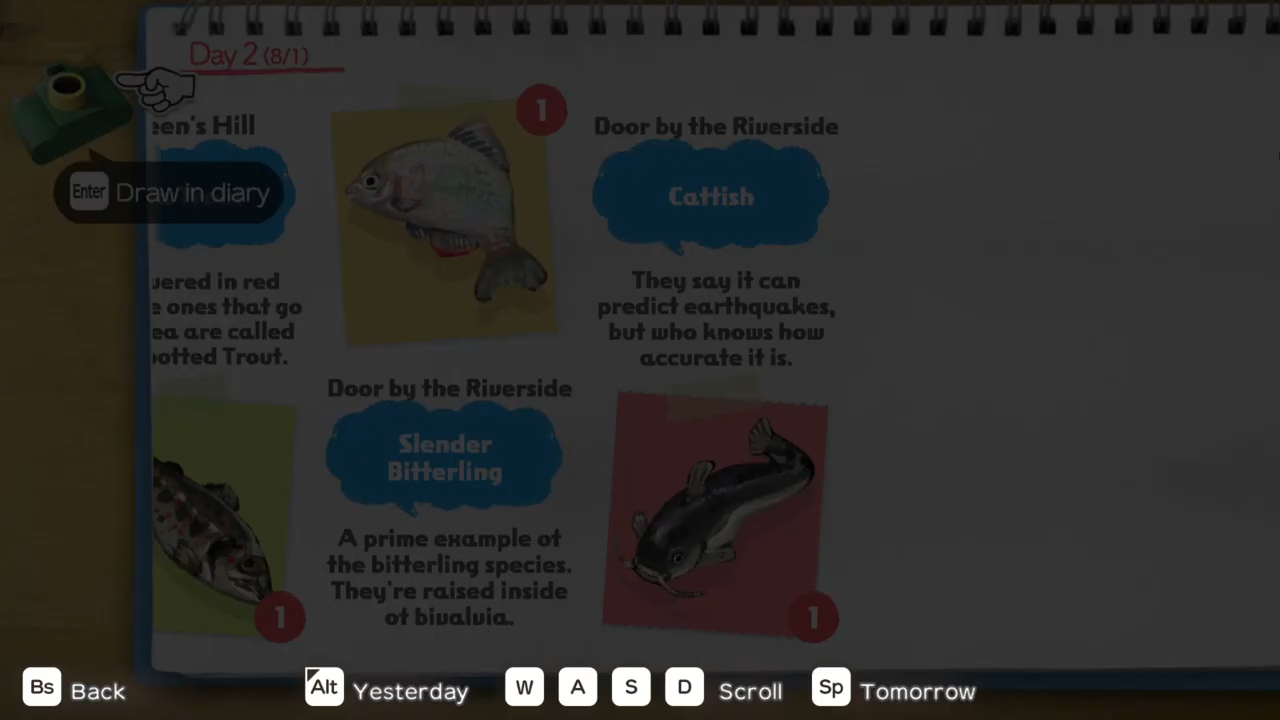 Day 2 (8/1)
een's Hill
Enter Draw in diary
vered in red
e ones that go
ea are called
potted Trout.
1
1
Door by the Riverside
Slender
Bitterling
A prime example of
the bitterling species.
They're raised inside
of bivalvia.
Door by the Riverside
Catfish
They say it can
predict earthquakes,
but who knows how
accurate it is.
1
Bs Back
Alt Yesterday
W A S D Scroll
Sp Tomorrow